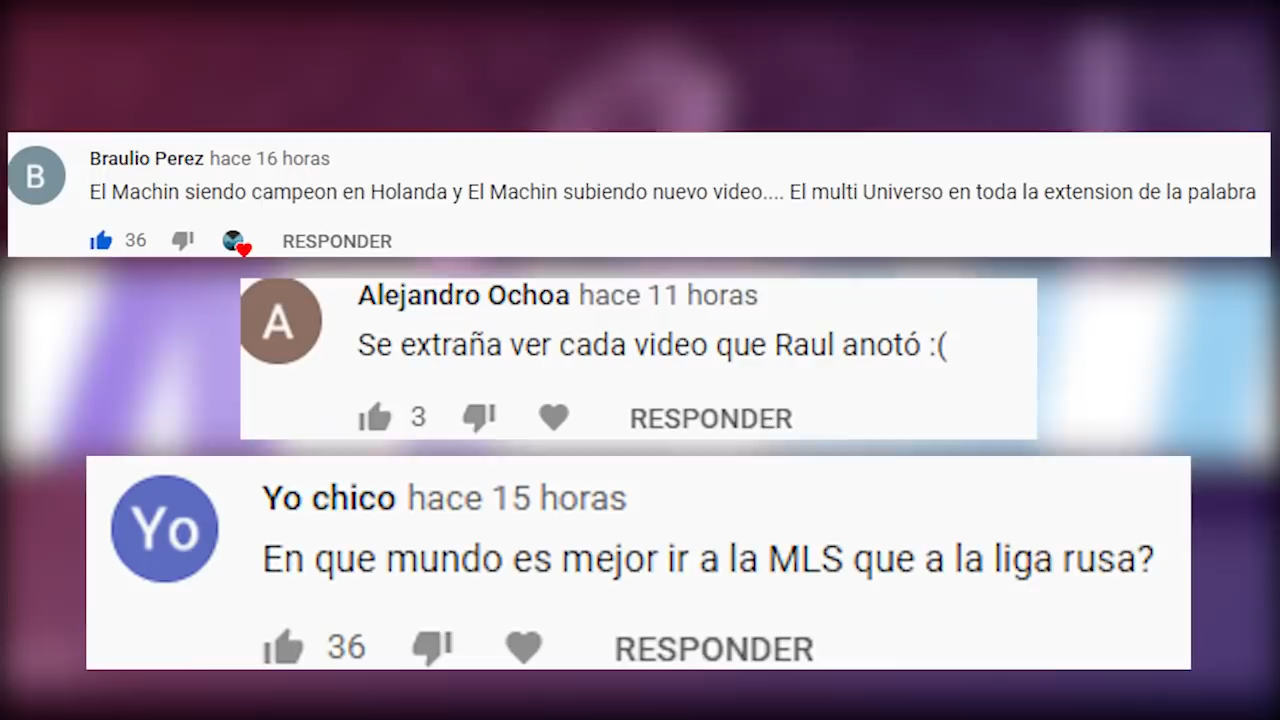 B
Braulio Perez hace 16 horas
El Machin siendo campeon en Holanda y El Machin subiendo nuevo video.... El multi Universo en toda la extension de la palabra
36 RESPONDER
A
Alejandro Ochoa hace 11 horas
Se extraña ver cada video que Raul anotó :(
3 RESPONDER
Yo
Yo chico hace 15 horas
En que mundo es mejor ir a la MLS que a la liga rusa?
36 RESPONDER